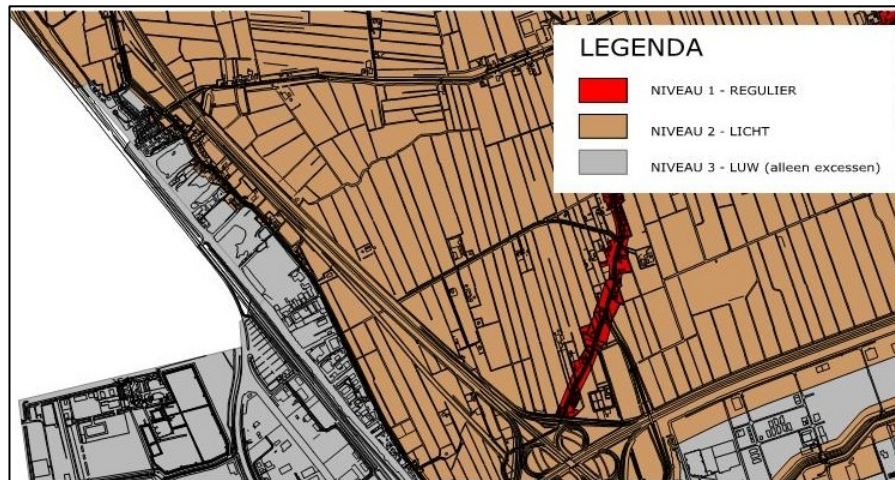 LEGENDA
NIVEAU 1 - REGULIER
NIVEAU 2 - LICHT
NIVEAU 3 - LUW (alleen excessen)